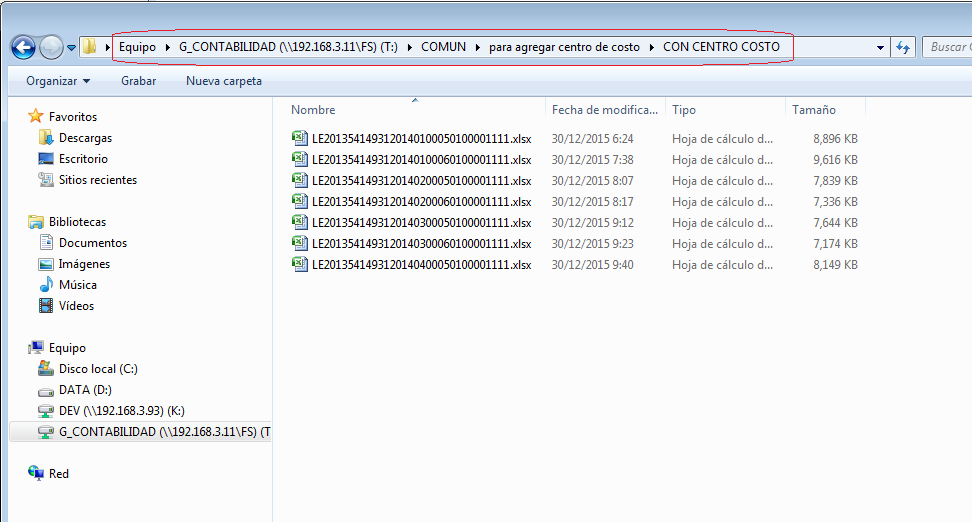 Equipo G_CONTABILIDAD (\\192.168.3.11\FS) (T:) COMUN para agregar centro de costo CON CENTRO COSTO Buscar C
Organizar Grabar Nueva carpeta
Favoritos
Descargas
Escritorio
Sitios recientes
Bibliotecas
Documentos
Imágenes
Música
Vídeos
Equipo
Disco local (C:)
DATA (D:)
DEV (\\192.168.3.93) (K:)
G_CONTABILIDAD (\\192.168.3.11\FS) (T
Red
Nombre Fecha de modifica... Tipo Tamaño
LE2013541493120140100050100001111.xlsx 30/12/2015 6:24 Hoja de cálculo d... 8,896 KB
LE2013541493120140100060100001111.xlsx 30/12/2015 7:38 Hoja de cálculo d... 9,616 KB
LE2013541493120140200050100001111.xlsx 30/12/2015 8:07 Hoja de cálculo d... 7,839 KB
LE2013541493120140200060100001111.xlsx 30/12/2015 8:17 Hoja de cálculo d... 7,336 KB
LE2013541493120140300050100001111.xlsx 30/12/2015 9:12 Hoja de cálculo d... 7,644 KB
LE2013541493120140300060100001111.xlsx 30/12/2015 9:23 Hoja de cálculo d... 7,174 KB
LE2013541493120140400050100001111.xlsx 30/12/2015 9:40 Hoja de cálculo d... 8,149 KB